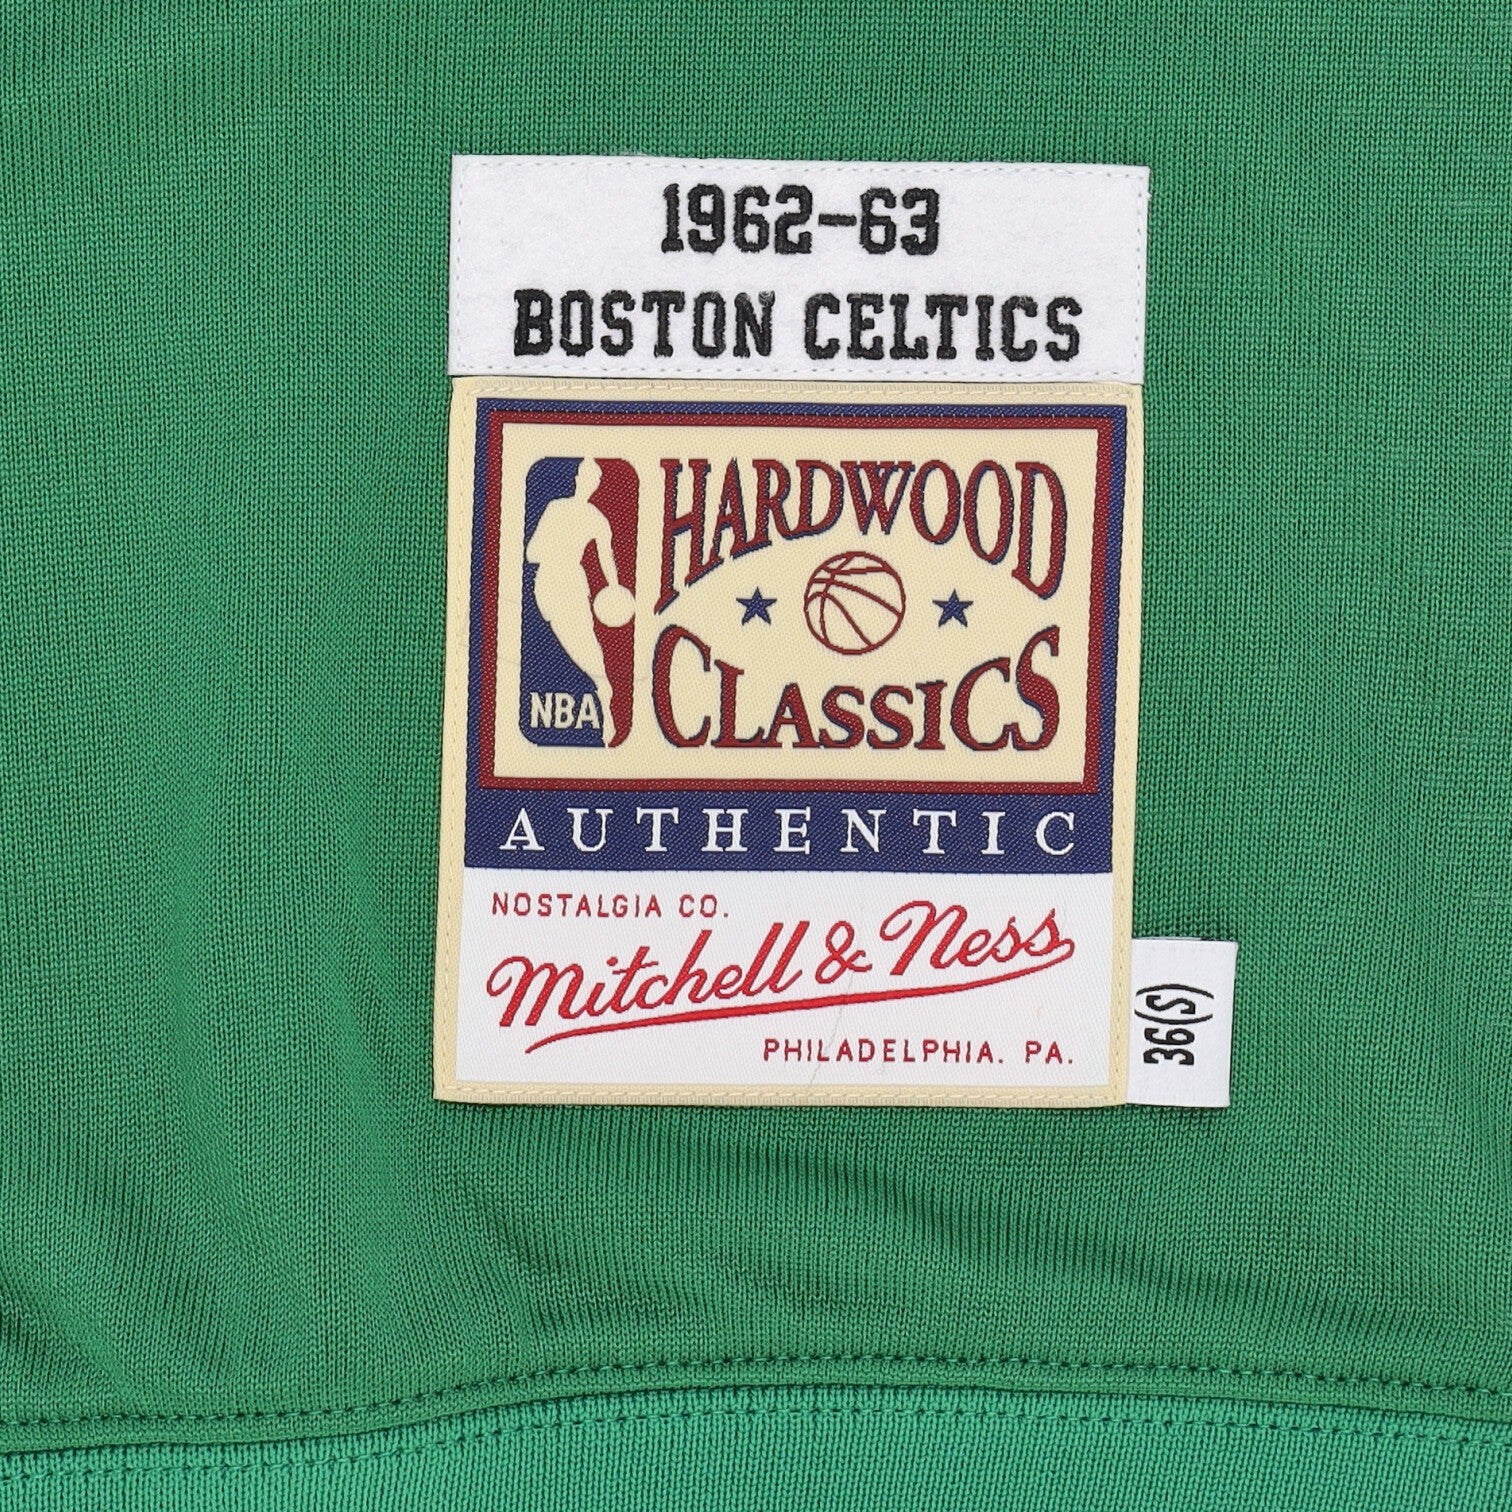 1962-63
BOSTON CELTICS
HARDWOOD
CLASSICS
NBA
AUTHENTIC
NOSTALGIA CO.
Mitchell & Ness
PHILADELPHIA. PA.
36(S)